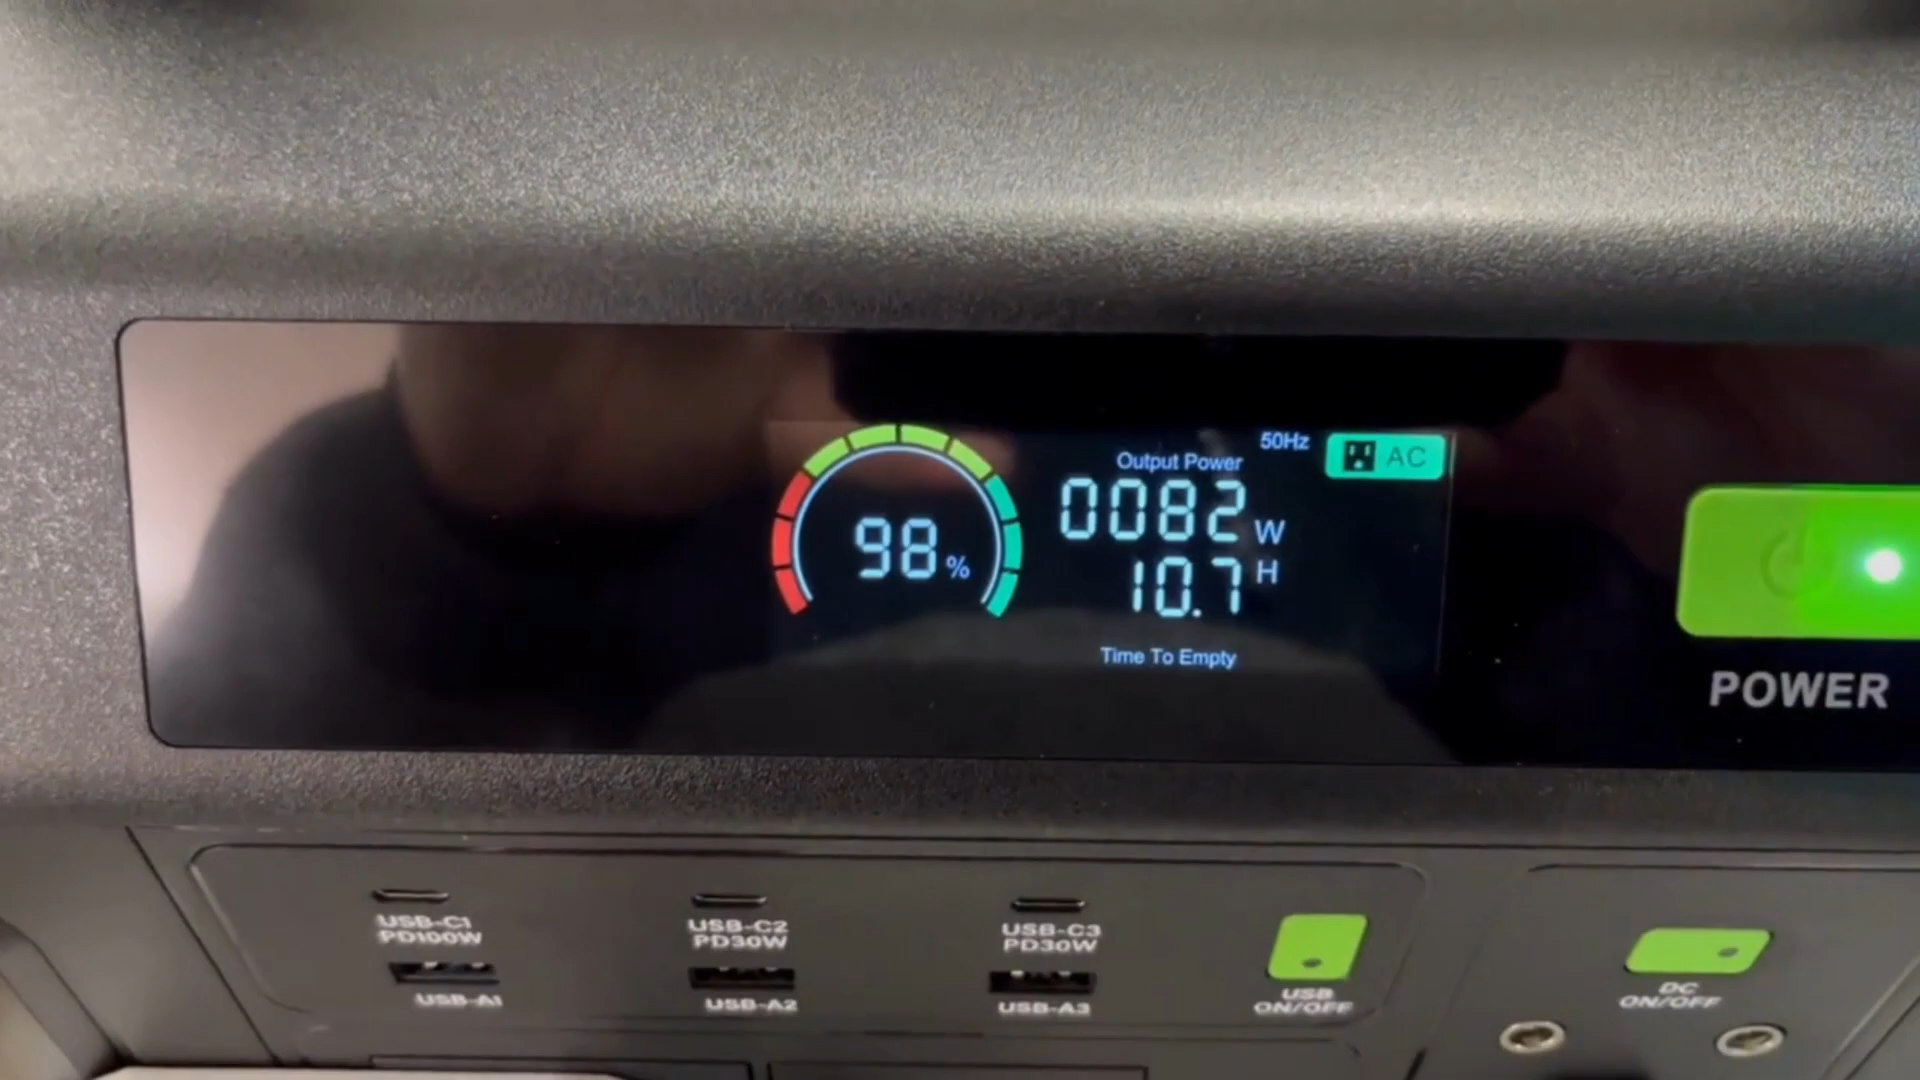 50Hz
AC
Output Power
0082 W
98 %
10.7 H
Time To Empty
POWER
USB-C1
PD100W
USB-C2
PD30W
USB-C3
PD30W
USB-A1
USB-A2
USB-A3
USB
ON/OFF
DC
ON/OFF